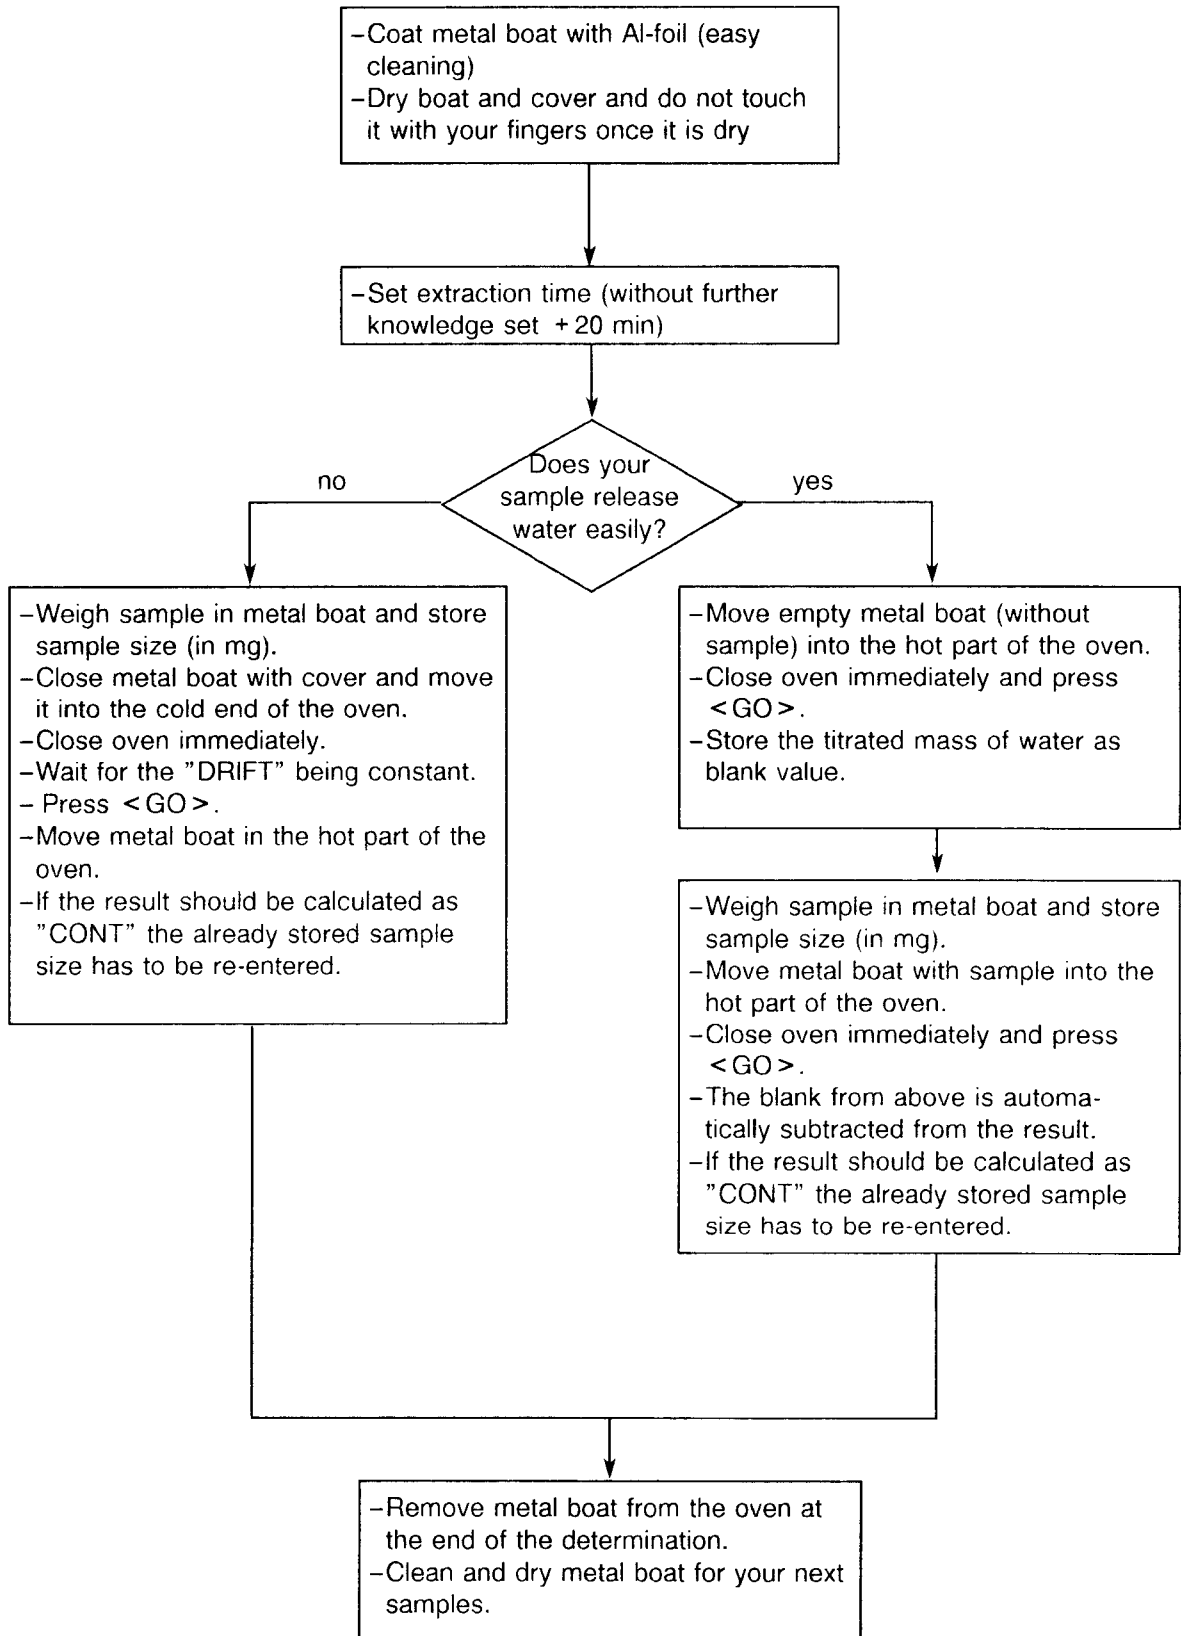 –Coat metal boat with Al-foil (easy
cleaning)
–Dry boat and cover and do not touch
it with your fingers once it is dry
–Set extraction time (without further
knowledge set +20 min)
Does your
sample release
water easily?
no
yes
–Weigh sample in metal boat and store
sample size (in mg).
–Close metal boat with cover and move
it into the cold end of the oven.
–Close oven immediately.
–Wait for the ”DRIFT” being constant.
– Press <GO>.
–Move metal boat in the hot part of the
oven.
–If the result should be calculated as
”CONT” the already stored sample
size has to be re-entered.
–Move empty metal boat (without
sample) into the hot part of the oven.
–Close oven immediately and press
<GO>.
–Store the titrated mass of water as
blank value.
–Weigh sample in metal boat and store
sample size (in mg).
–Move metal boat with sample into the
hot part of the oven.
–Close oven immediately and press
<GO>.
–The blank from above is automa-
tically subtracted from the result.
–If the result should be calculated as
”CONT” the already stored sample
size has to be re-entered.
–Remove metal boat from the oven at
the end of the determination.
–Clean and dry metal boat for your next
samples.